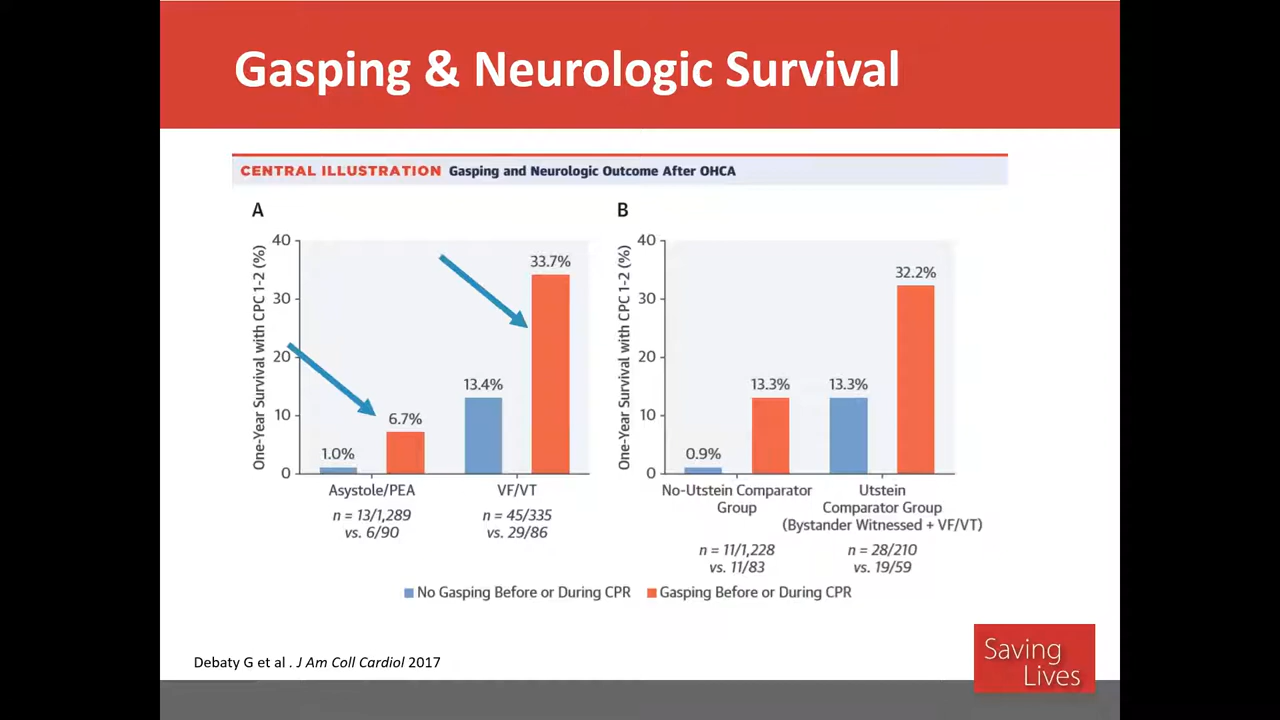 Gasping & Neurologic Survival
CENTRAL ILLUSTRATION Gasping and Neurologic Outcome After OHCA
A
One-Year Survival with CPC 1-2 (%)
40
30
20
10
0
1.0%
6.7%
13.4%
33.7%
Asystole/PEA
n = 13/1,289
vs. 6/90
VF/VT
n = 45/335
vs. 29/86
B
One-Year Survival with CPC 1-2 (%)
40
30
20
10
0
0.9%
13.3%
13.3%
32.2%
No-Utstein Comparator
Group
n = 11/1,228
vs. 11/83
Utstein
Comparator Group
(Bystander Witnessed + VF/VT)
n = 28/210
vs. 19/59
No Gasping Before or During CPR
Gasping Before or During CPR
Debaty G et al . J Am Coll Cardiol 2017
Saving
Lives